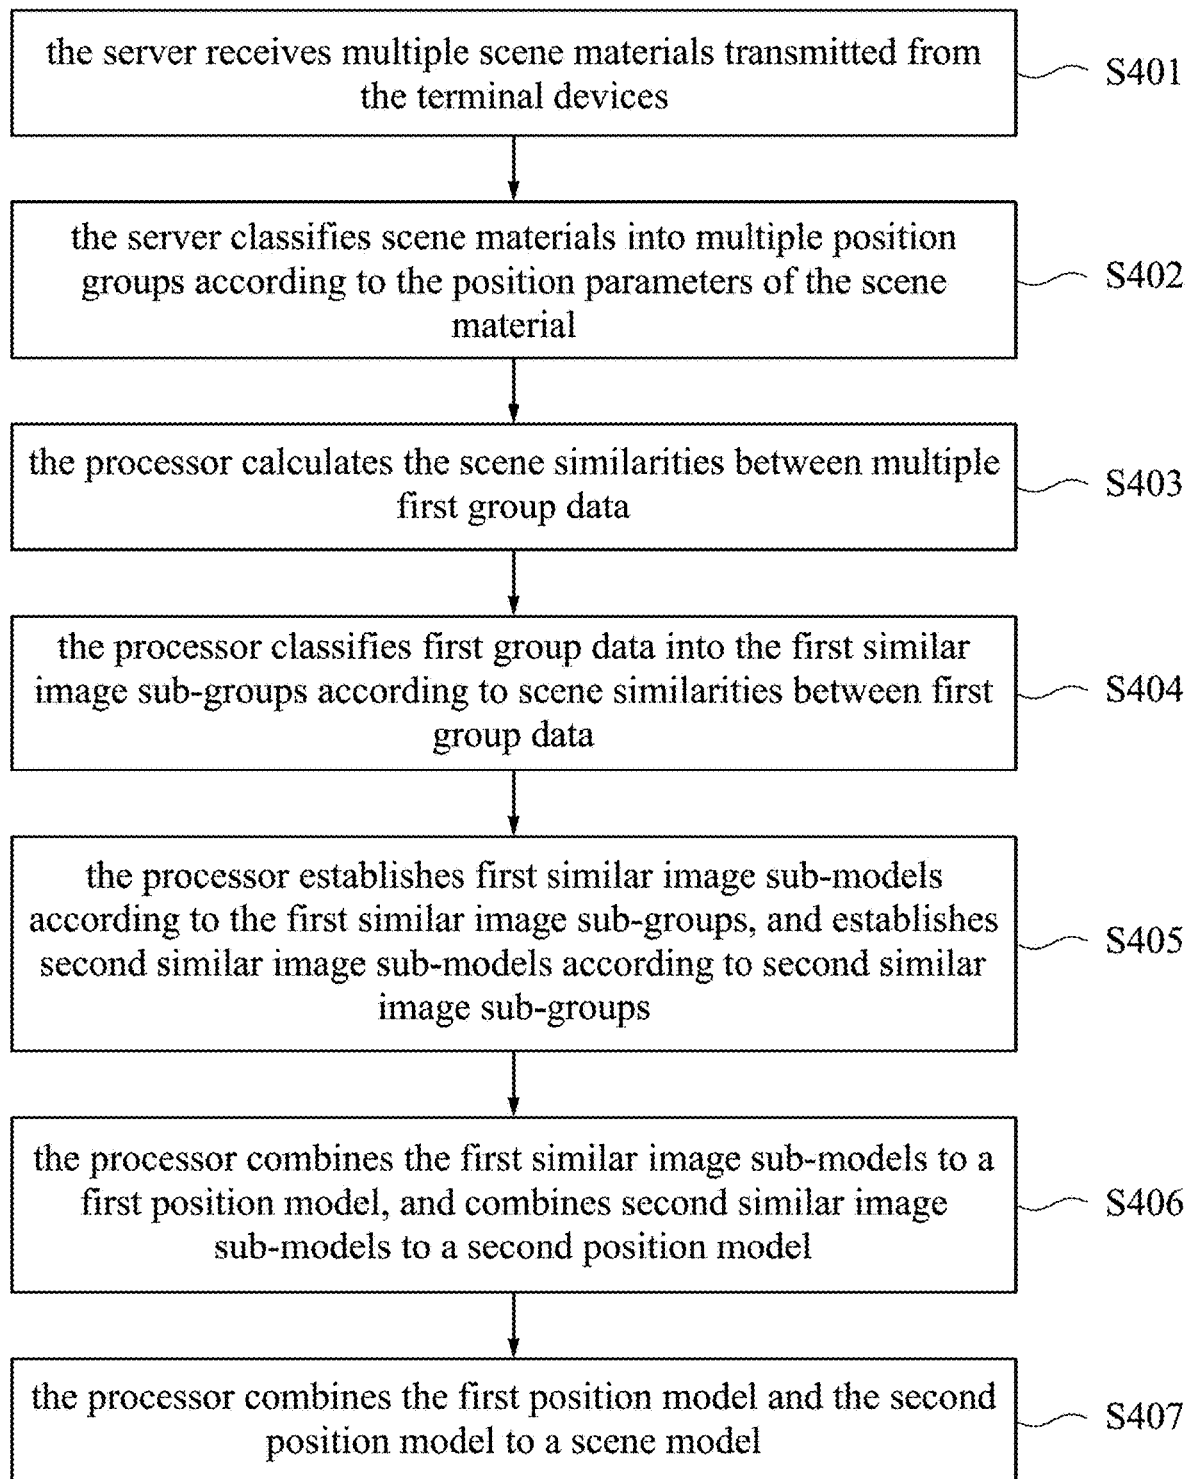 the server receives multiple scene materials transmitted from
the terminal devices
S401
the server classifies scene materials into multiple position
groups according to the position parameters of the scene
material
S402
the processor calculates the scene similarities between multiple
first group data
S403
the processor classifies first group data into the first similar
image sub-groups according to scene similarities between first
group data
S404
the processor establishes first similar image sub-models
according to the first similar image sub-groups, and establishes
second similar image sub-models according to second similar
image sub-groups
S405
the processor combines the first similar image sub-models to a
first position model, and combines second similar image
sub-models to a second position model
S406
the processor combines the first position model and the second
position model to a scene model
S407